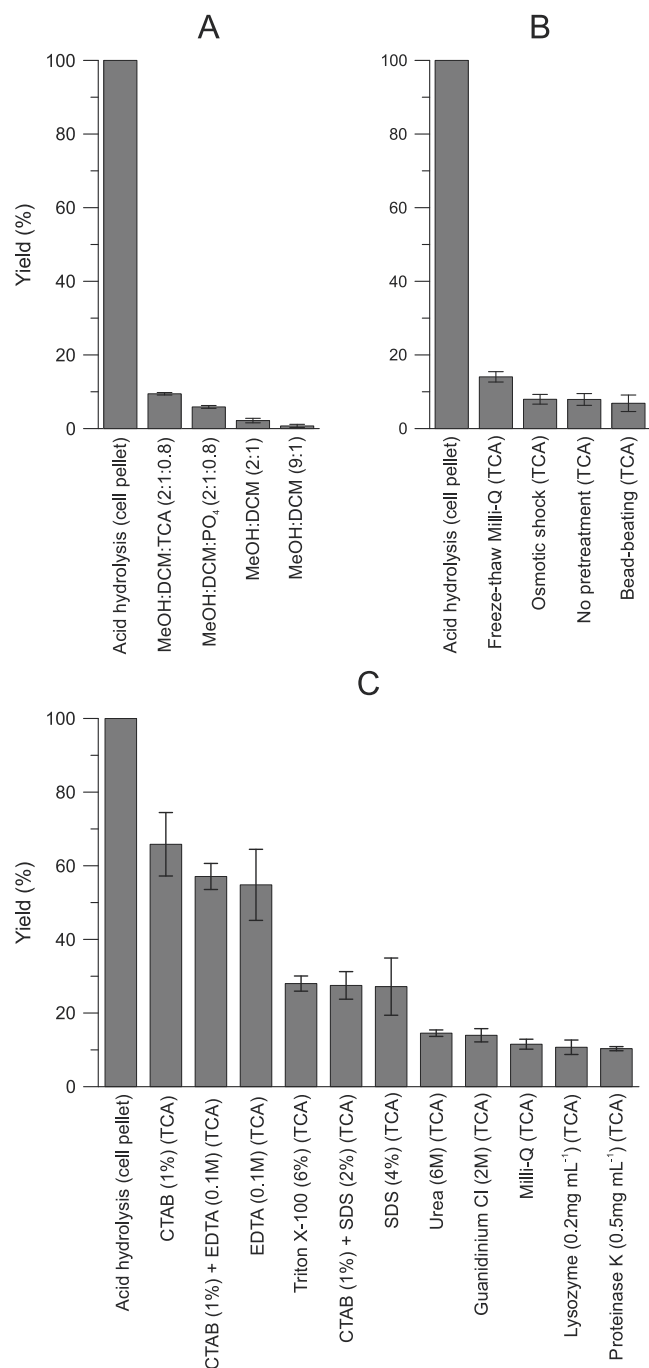 A
B
100
80
60
40
20
0
Yield (%)
Acid hydrolysis (cell pellet)
MeOH:DCM:TCA (2:1:0.8)
MeOH:DCM:PO₄ (2:1:0.8)
MeOH:DCM (2:1)
MeOH:DCM (9:1)
100
80
60
40
20
0
Acid hydrolysis (cell pellet)
Freeze-thaw Milli-Q (TCA)
Osmotic shock (TCA)
No pretreatment (TCA)
Bead-beating (TCA)
C
100
80
60
40
20
0
Yield (%)
Acid hydrolysis (cell pellet)
CTAB (1%) (TCA)
CTAB (1%) + EDTA (0.1M) (TCA)
EDTA (0.1M) (TCA)
Triton X-100 (6%) (TCA)
CTAB (1%) + SDS (2%) (TCA)
SDS (4%) (TCA)
Urea (6M) (TCA)
Guanidinium Cl (2M) (TCA)
Milli-Q (TCA)
Lysozyme (0.2mg mL⁻¹) (TCA)
Proteinase K (0.5mg mL⁻¹) (TCA)